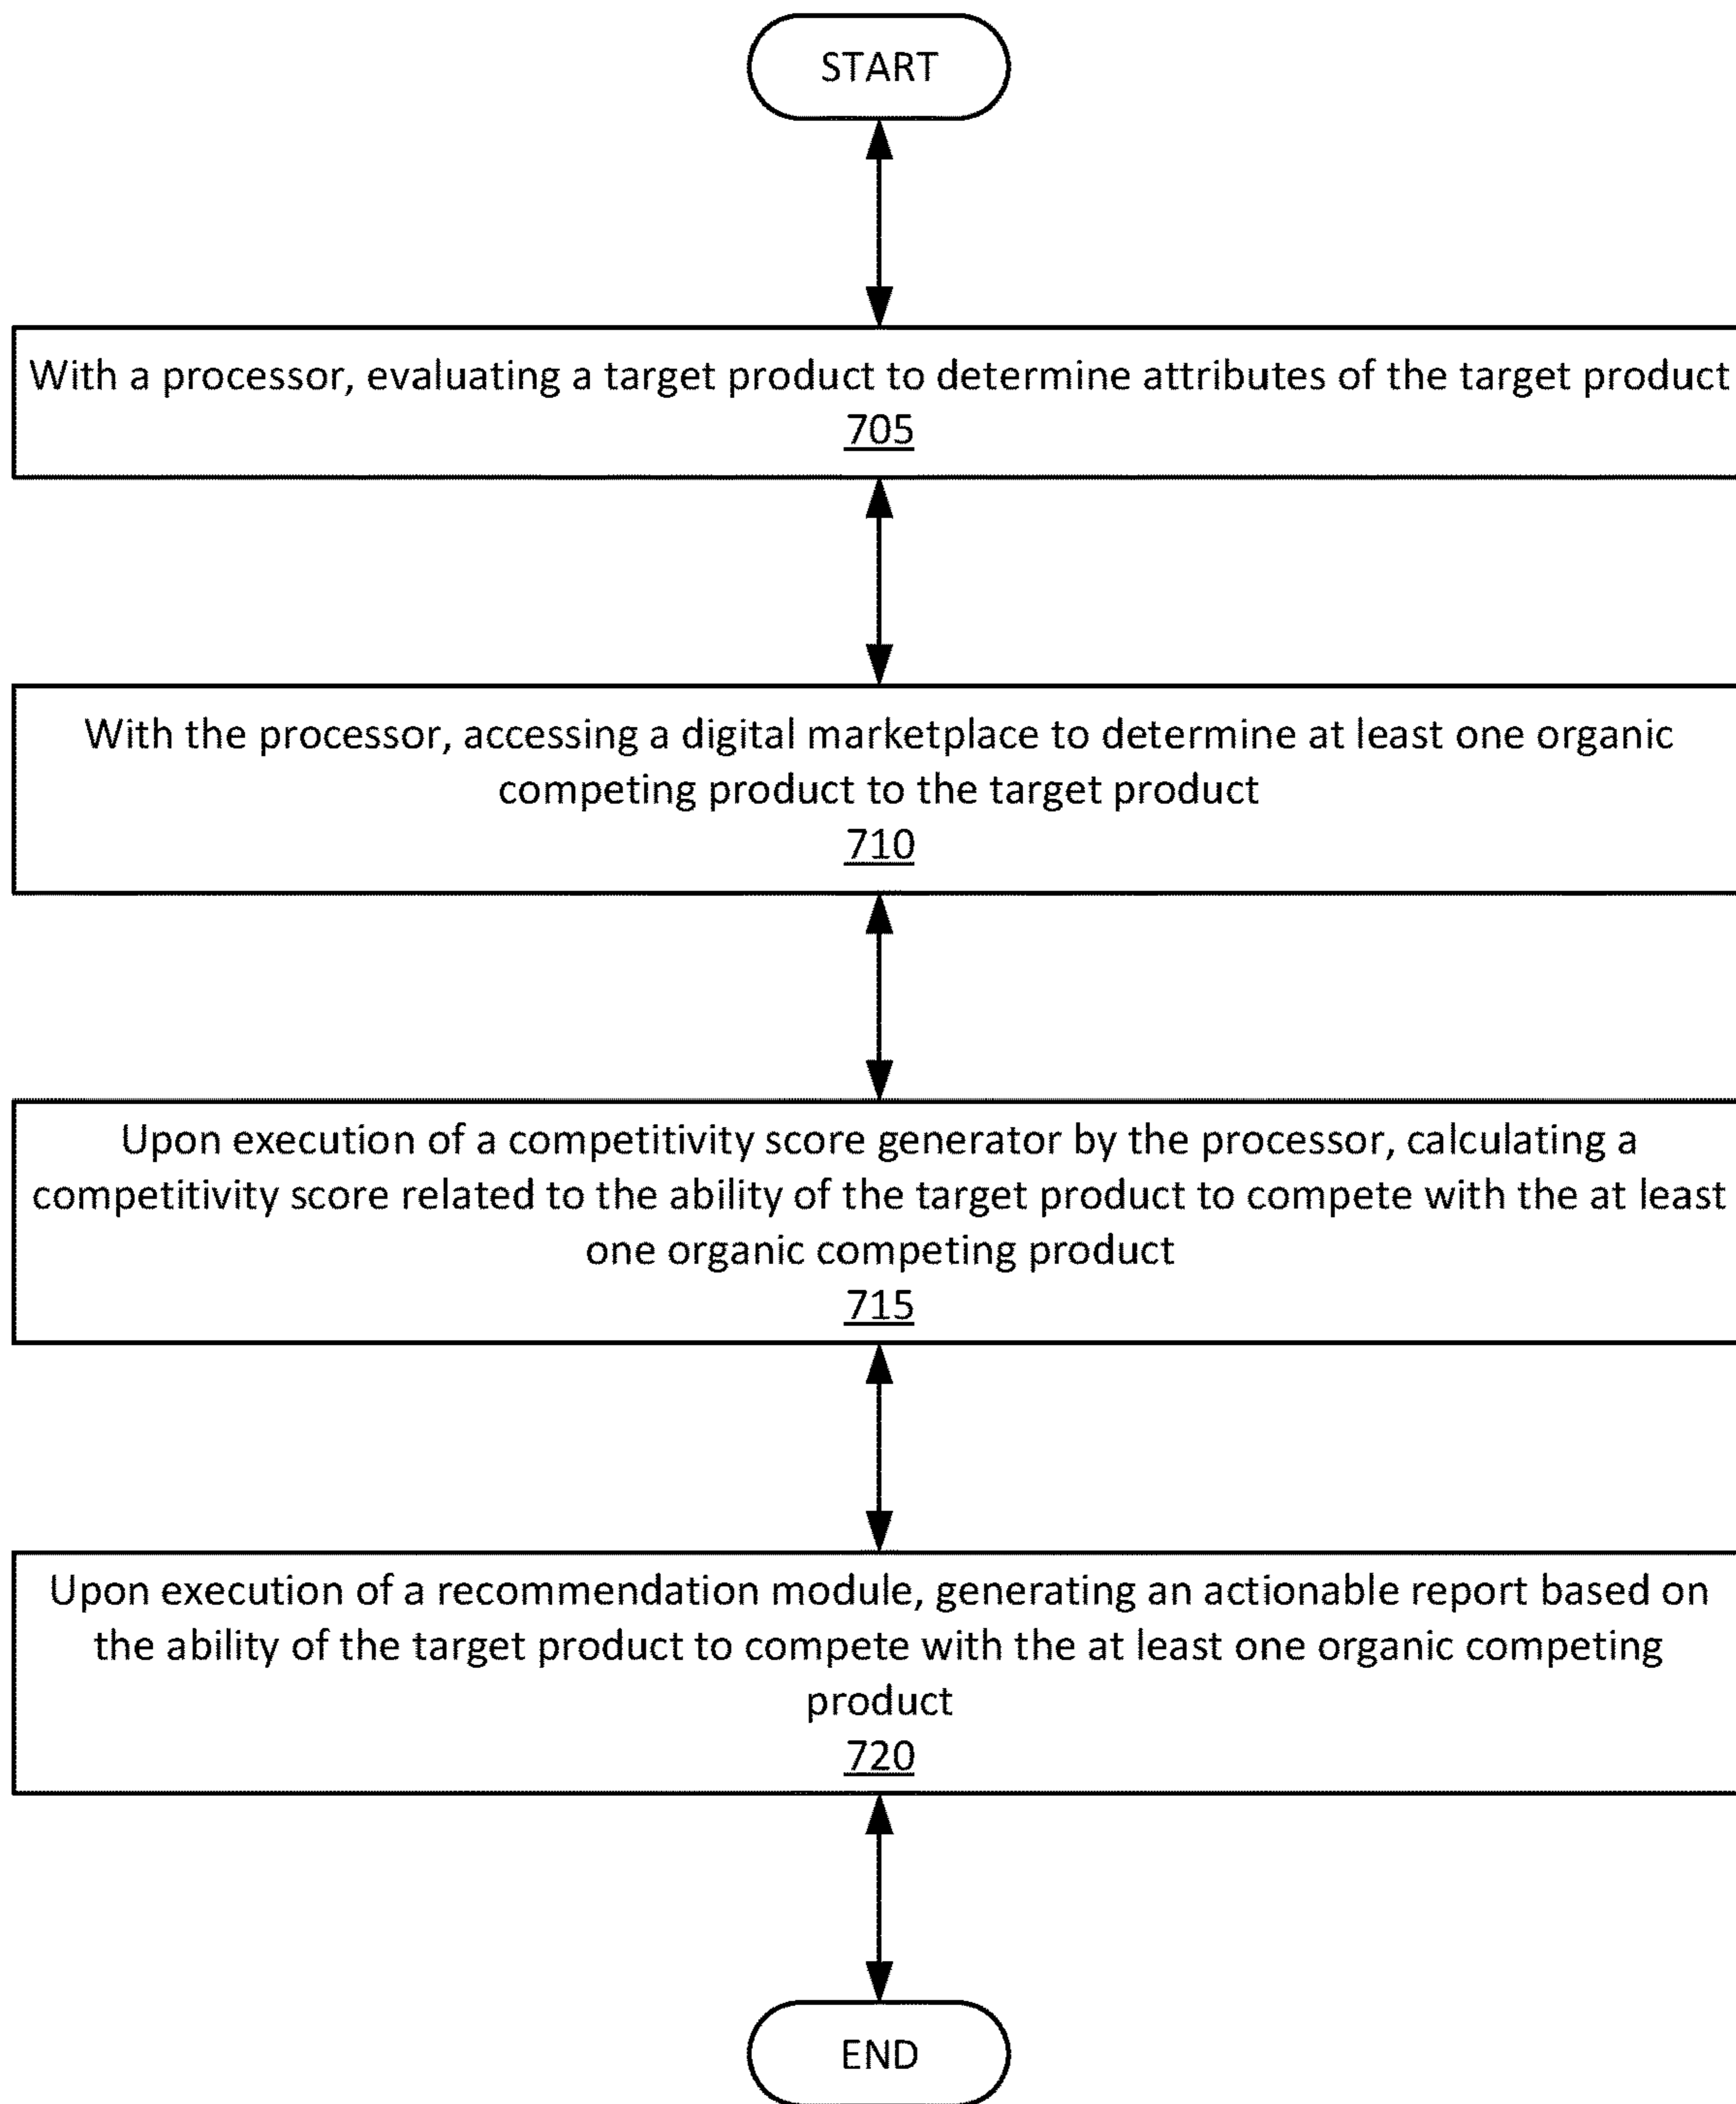 START
With a processor, evaluating a target product to determine attributes of the target product
705
With the processor, accessing a digital marketplace to determine at least one organic
competing product to the target product
710
Upon execution of a competitivity score generator by the processor, calculating a
competitivity score related to the ability of the target product to compete with the at least
one organic competing product
715
Upon execution of a recommendation module, generating an actionable report based on
the ability of the target product to compete with the at least one organic competing
product
720
END